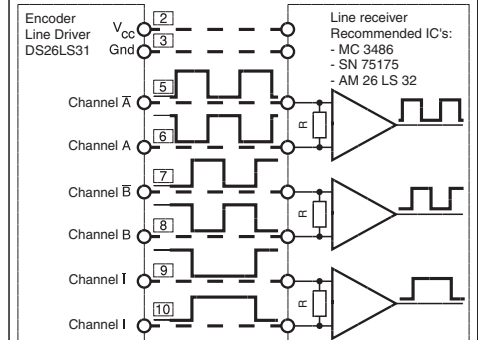 Encoder
Line Driver
DS26LS31
Vcc
Gnd
2
3
Line receiver
Recommended IC's:
- MC 3486
- SN 75175
- AM 26 LS 32
5
Channel A̅
6
Channel A
R
7
Channel B̅
8
Channel B
R
9
Channel I̅
10
Channel I
R